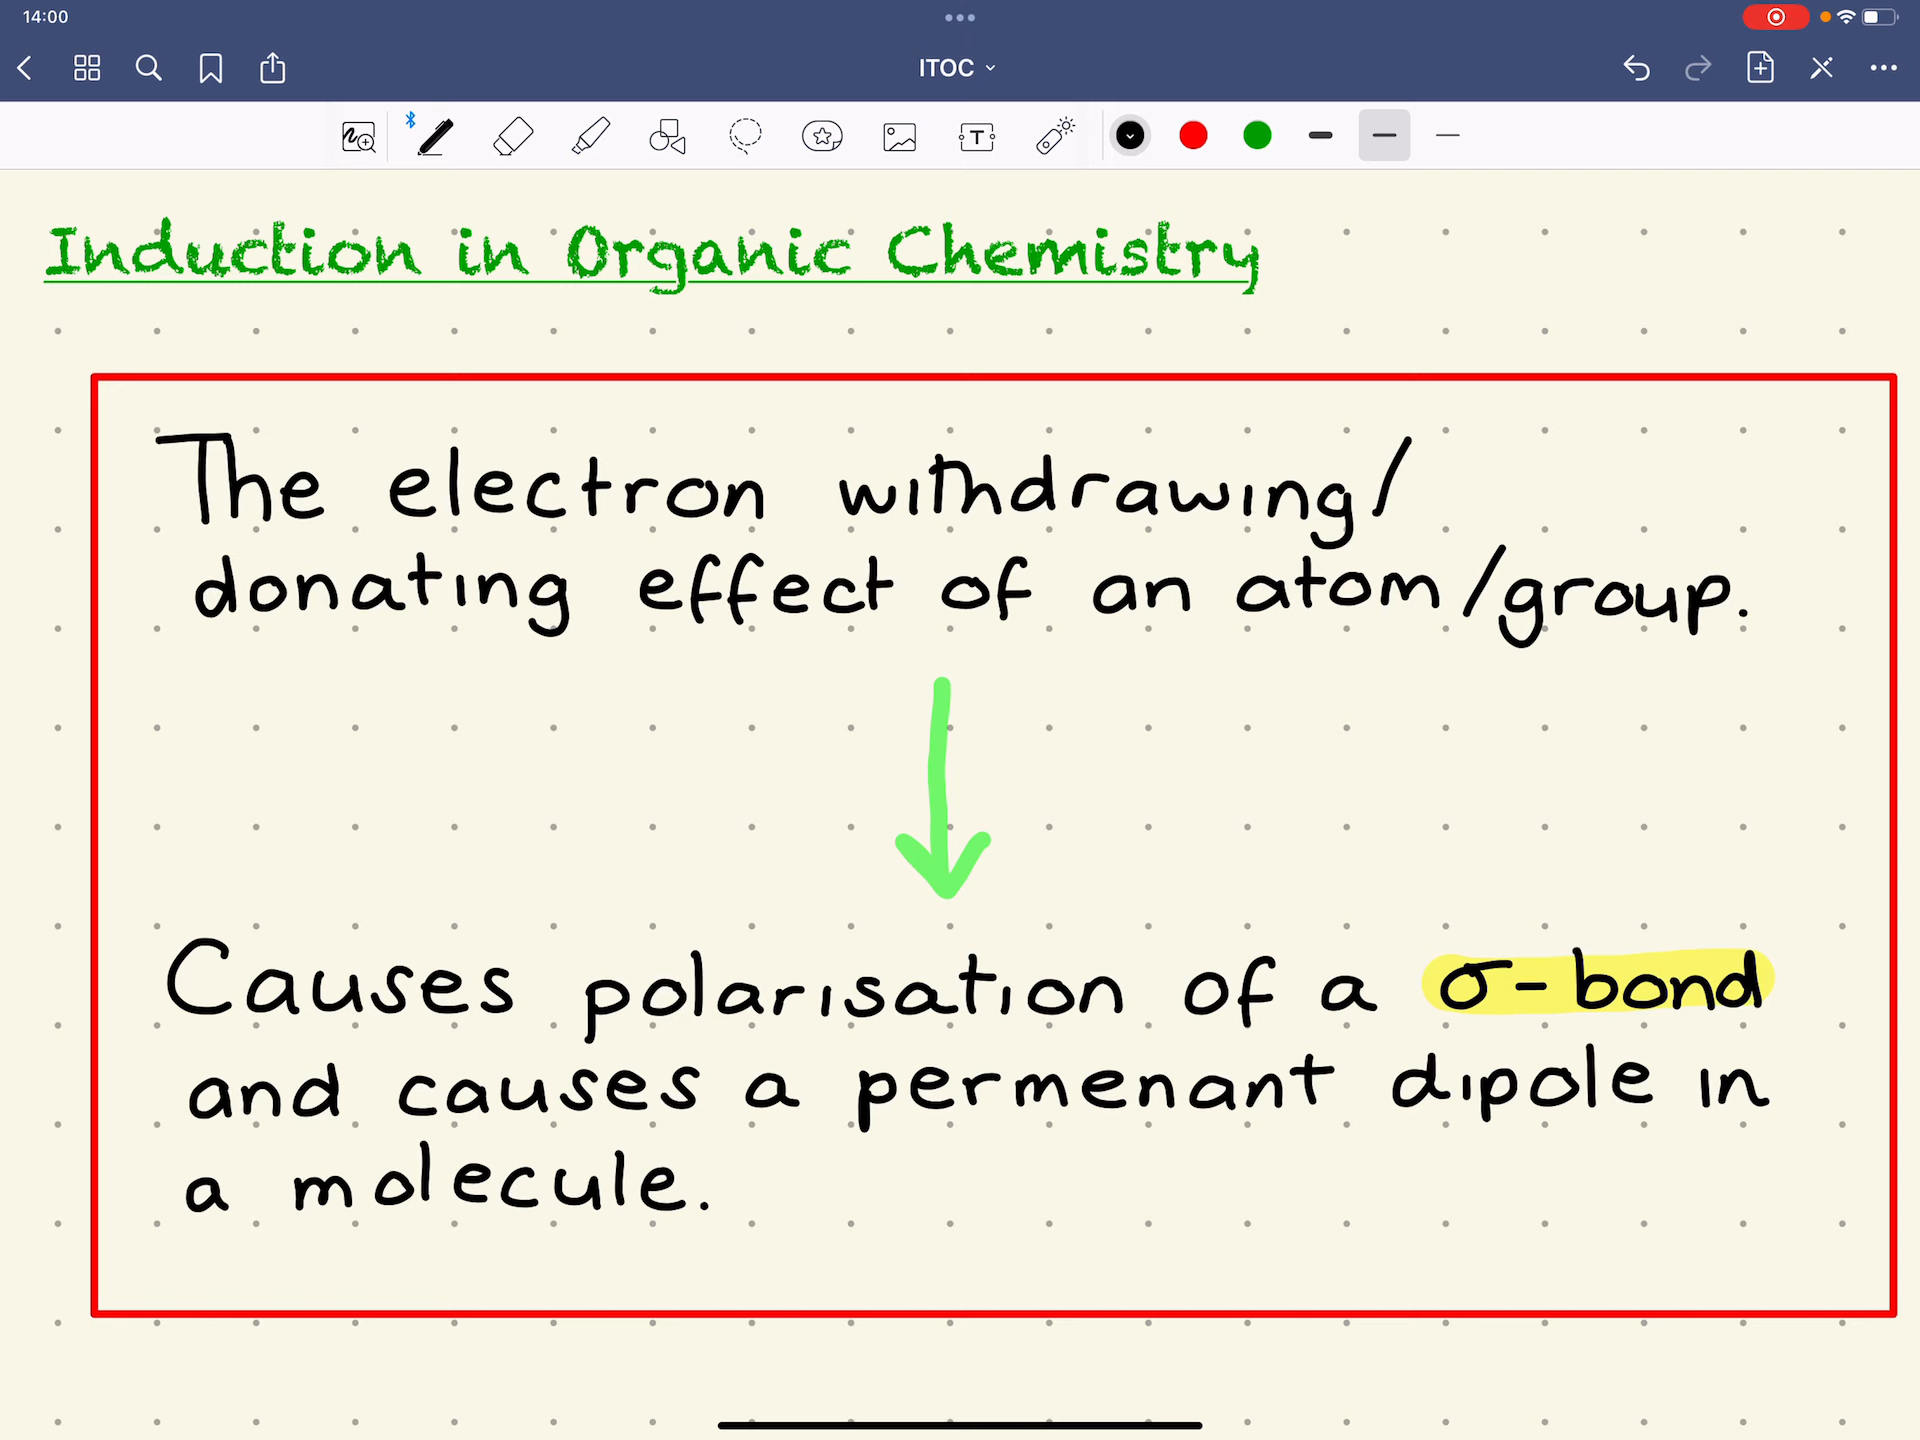 14:00
ITOC
T
Induction in Organic Chemistry
The electron withdrawing/
donating effect of an atom/group.
Causes polarisation of a σ-bond
and causes a permenant dipole in
a molecule.